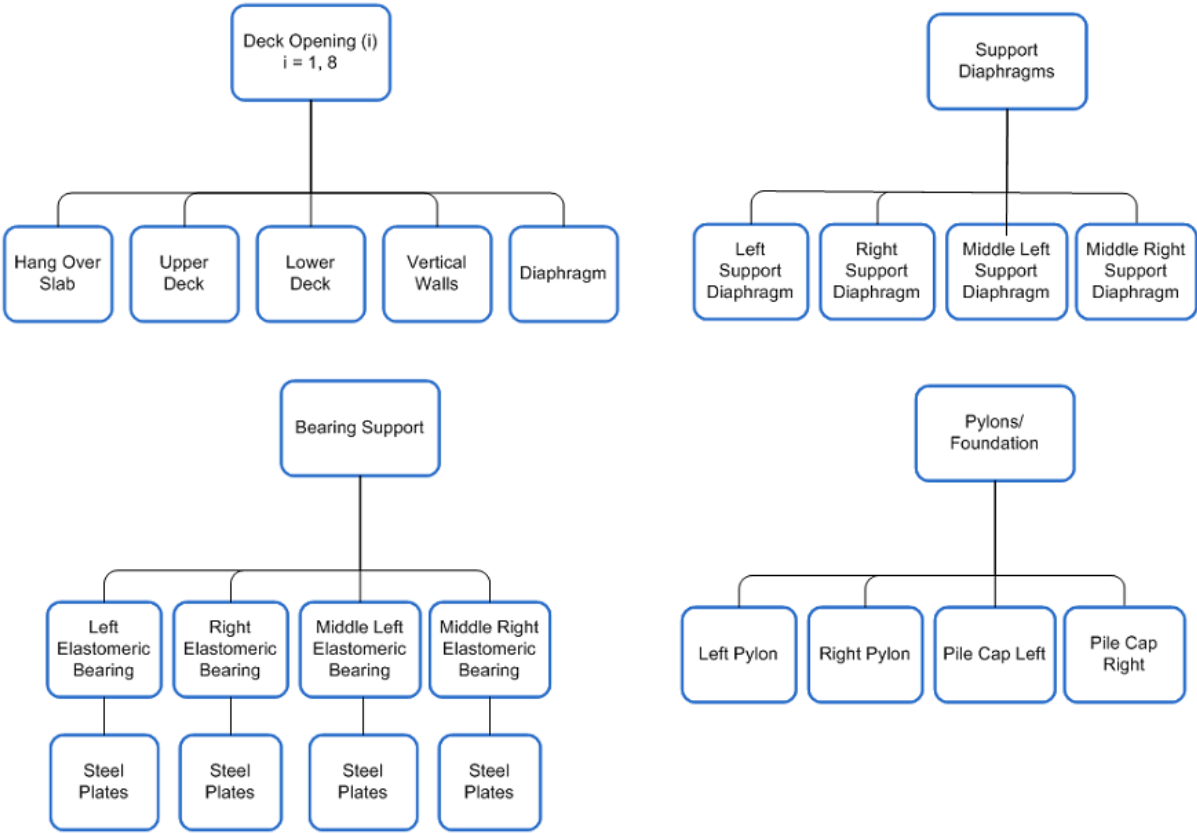 Deck Opening (i)
i = 1, 8
Hang Over
Slab
Upper
Deck
Lower
Deck
Vertical
Walls
Diaphragm
Support
Diaphragms
Left
Support
Diaphragm
Right
Support
Diaphragm
Middle Left
Support
Diaphragm
Middle Right
Support
Diaphragm
Bearing Support
Left
Elastomeric
Bearing
Right
Elastomeric
Bearing
Middle Left
Elastomeric
Bearing
Middle Right
Elastomeric
Bearing
Steel
Plates
Steel
Plates
Steel
Plates
Steel
Plates
Pylons/
Foundation
Left Pylon
Right Pylon
Pile Cap Left
Pile Cap
Right